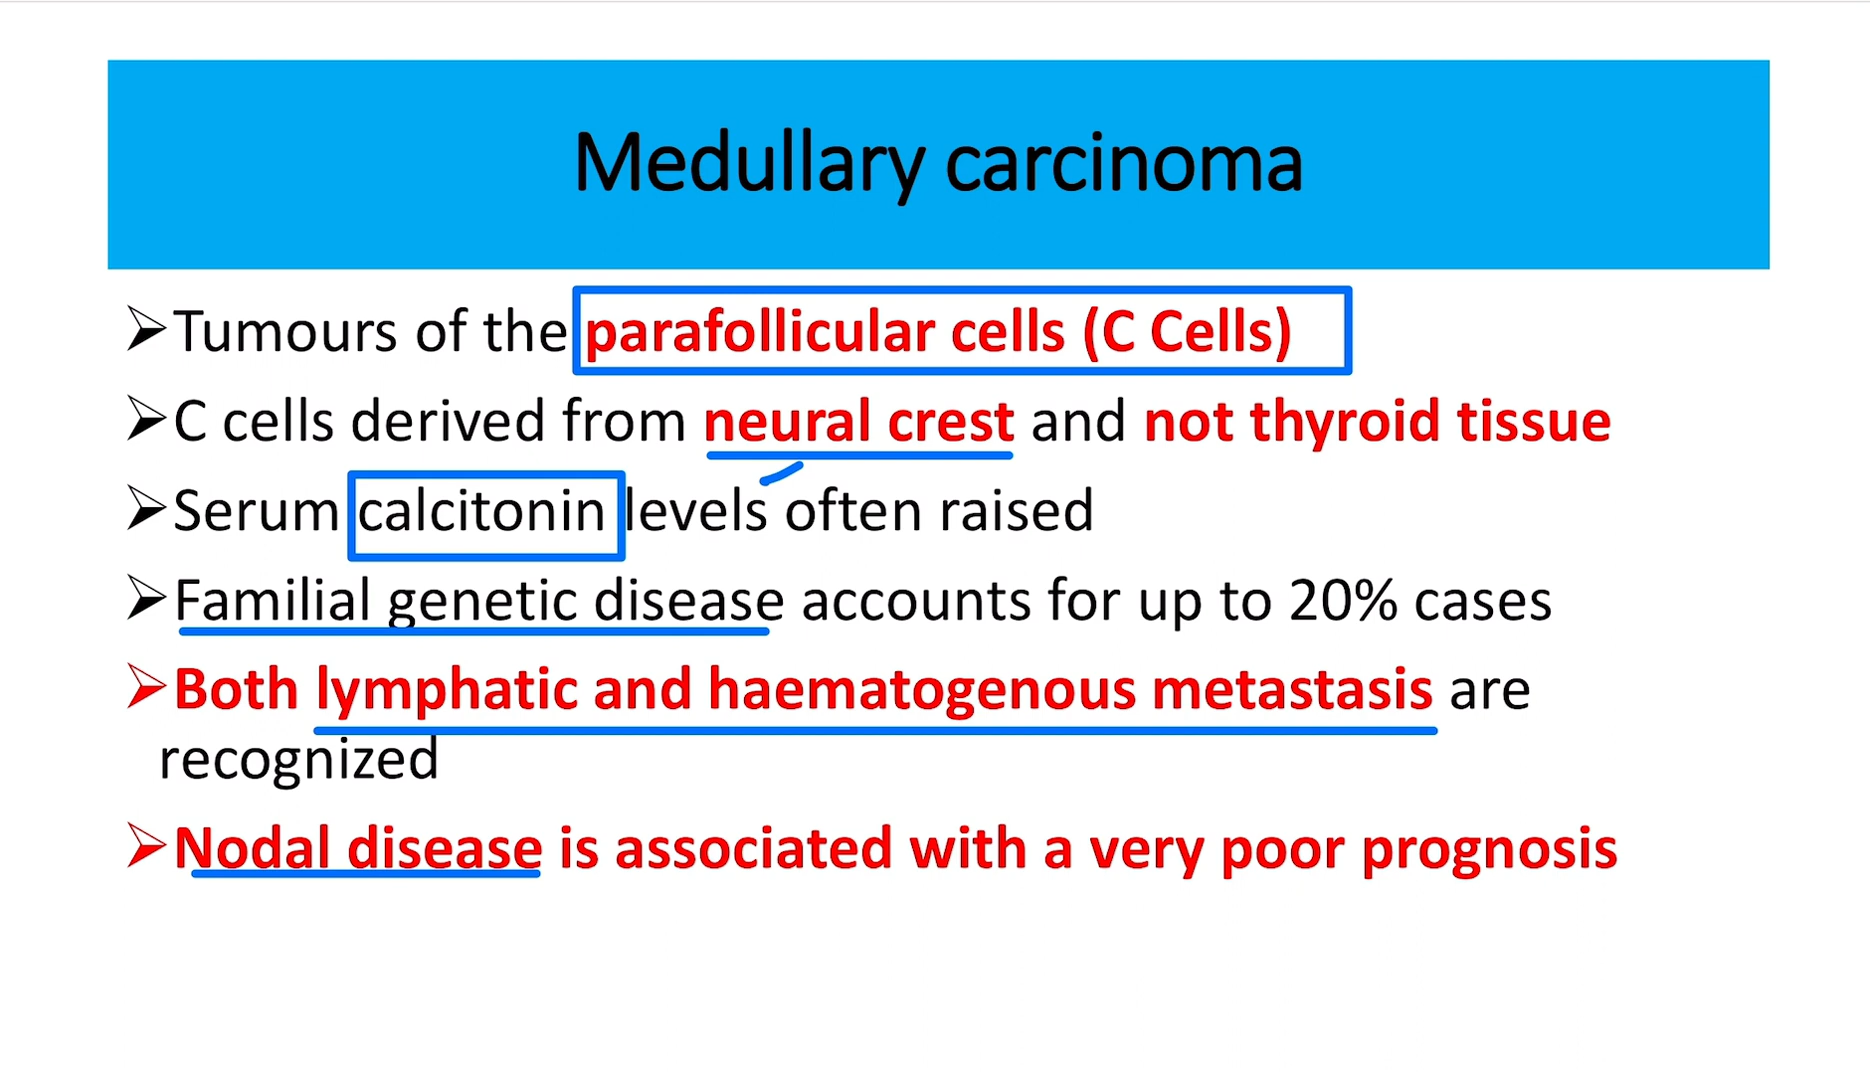 Medullary carcinoma
➢Tumours of the parafollicular cells (C Cells)
➢C cells derived from neural crest and not thyroid tissue
➢Serum calcitonin levels often raised
➢Familial genetic disease accounts for up to 20% cases
➢Both lymphatic and haematogenous metastasis are
recognized
➢Nodal disease is associated with a very poor prognosis